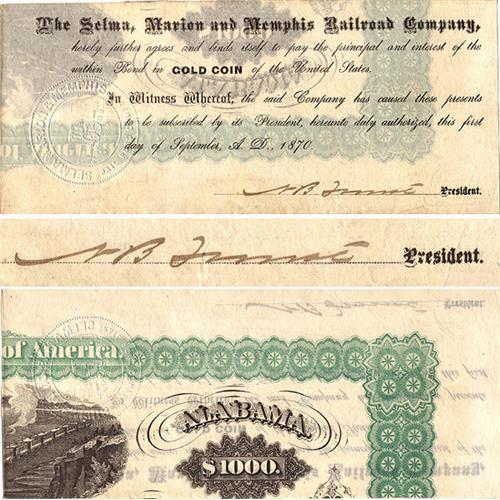 The Selma, Marion and Memphis Railroad Company,
hereby further agrees and binds itself to pay the principal and interest of the
within Bond in GOLD COIN of the United States.
In Witness Whereof, the said Company has caused these presents
to be subscribed by its President, hereunto duly authorized, this first
day of September, A. D., 1870.
President.
President.
of America
ALABAMA.
$1000.